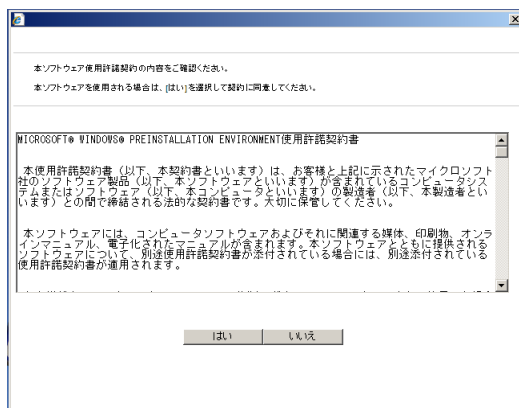 本ソフトウェア使用許諾契約の内容をご確認ください。
本ソフトウェアを使用される場合は、[はい]を選択して契約に同意してください。
MICROSOFT® WINDOWS® PREINSTALLATION ENVIRONMENT使用許諾契約書
本使用許諾契約書（以下、本契約書といいます）は、お客様と上記に示されたマイクロソフト
社のソフトウェア製品（以下、本ソフトウェアといいます）が含まれているコンピュータシス
テムまたはソフトウェア（以下、本コンピュータといいます）の製造者（以下、本製造者とい
います）との間で締結される法的な契約書です。大切に保管してください。
本ソフトウェアには、コンピュータソフトウェアおよびそれに関連する媒体、印刷物、オンラ
インマニュアル、電子化されたマニュアルが含まれます。本ソフトウェアとともに提供される
ソフトウェアについて、別途使用許諾契約書が添付されている場合には、別途添付されている
使用許諾契約書が適用されます。
はい
いいえ